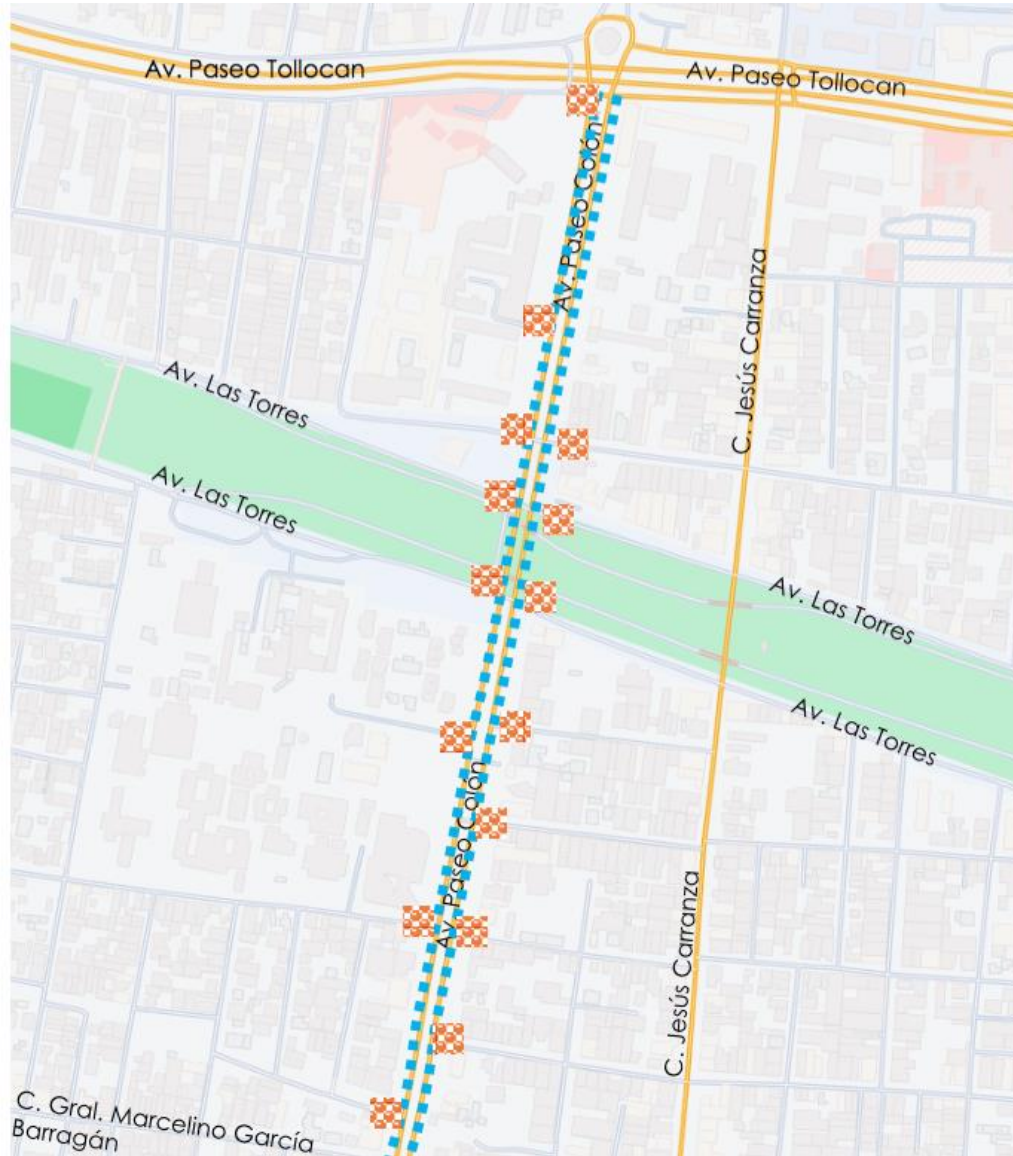 Av. Paseo Tollocan
Av. Paseo Tollocan
Av. Paseo Colón
C. Jesús Carranza
Av. Las Torres
Av. Las Torres
Av. Las Torres
Av. Las Torres
Av. Paseo Colón
C. Jesús Carranza
C. Gral. Marcelino García
Barragán